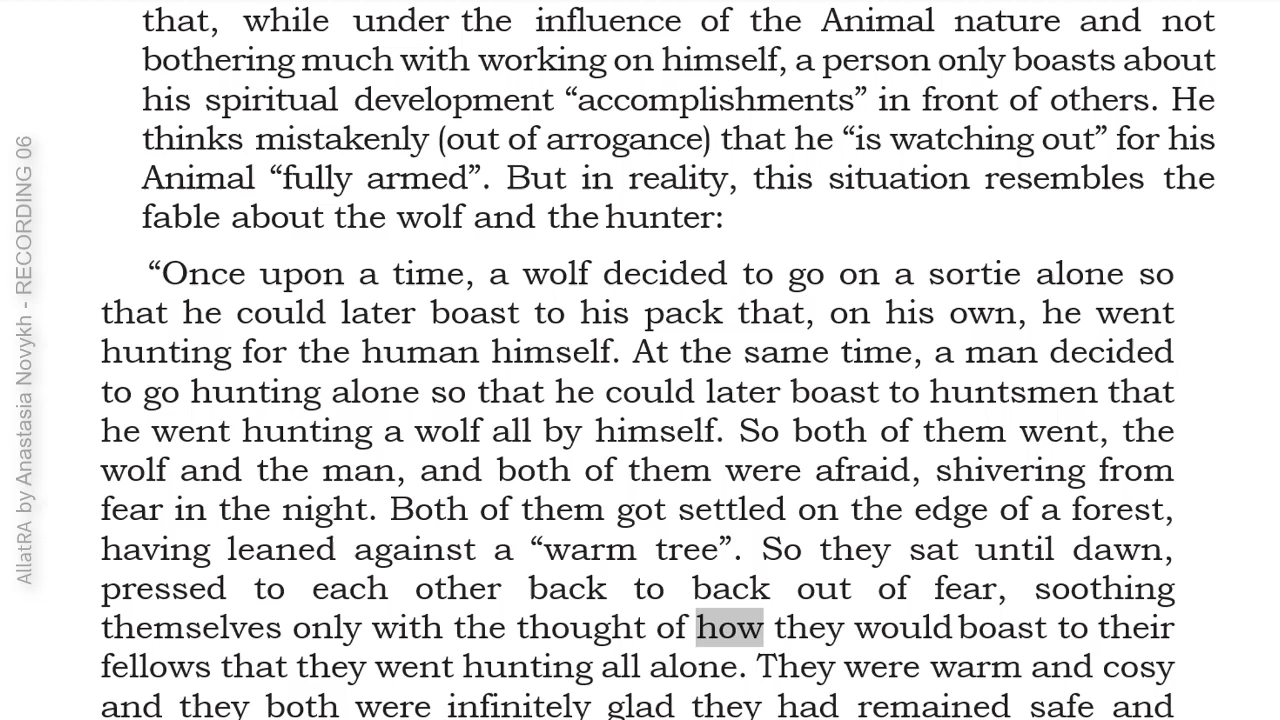 that, while under the influence of the Animal nature and not
bothering much with working on himself, a person only boasts about
his spiritual development “accomplishments” in front of others. He
thinks mistakenly (out of arrogance) that he “is watching out” for his
Animal “fully armed”. But in reality, this situation resembles the
fable about the wolf and the hunter:
“Once upon a time, a wolf decided to go on a sortie alone so
that he could later boast to his pack that, on his own, he went
hunting for the human himself. At the same time, a man decided
to go hunting alone so that he could later boast to huntsmen that
he went hunting a wolf all by himself. So both of them went, the
wolf and the man, and both of them were afraid, shivering from
fear in the night. Both of them got settled on the edge of a forest,
having leaned against a “warm tree”. So they sat until dawn,
pressed to each other back to back out of fear, soothing
themselves only with the thought of how they would boast to their
fellows that they went hunting all alone. They were warm and cosy
and they both were infinitely glad they had remained safe and
AllatRA by Anastasia Novykh - RECORDING 06